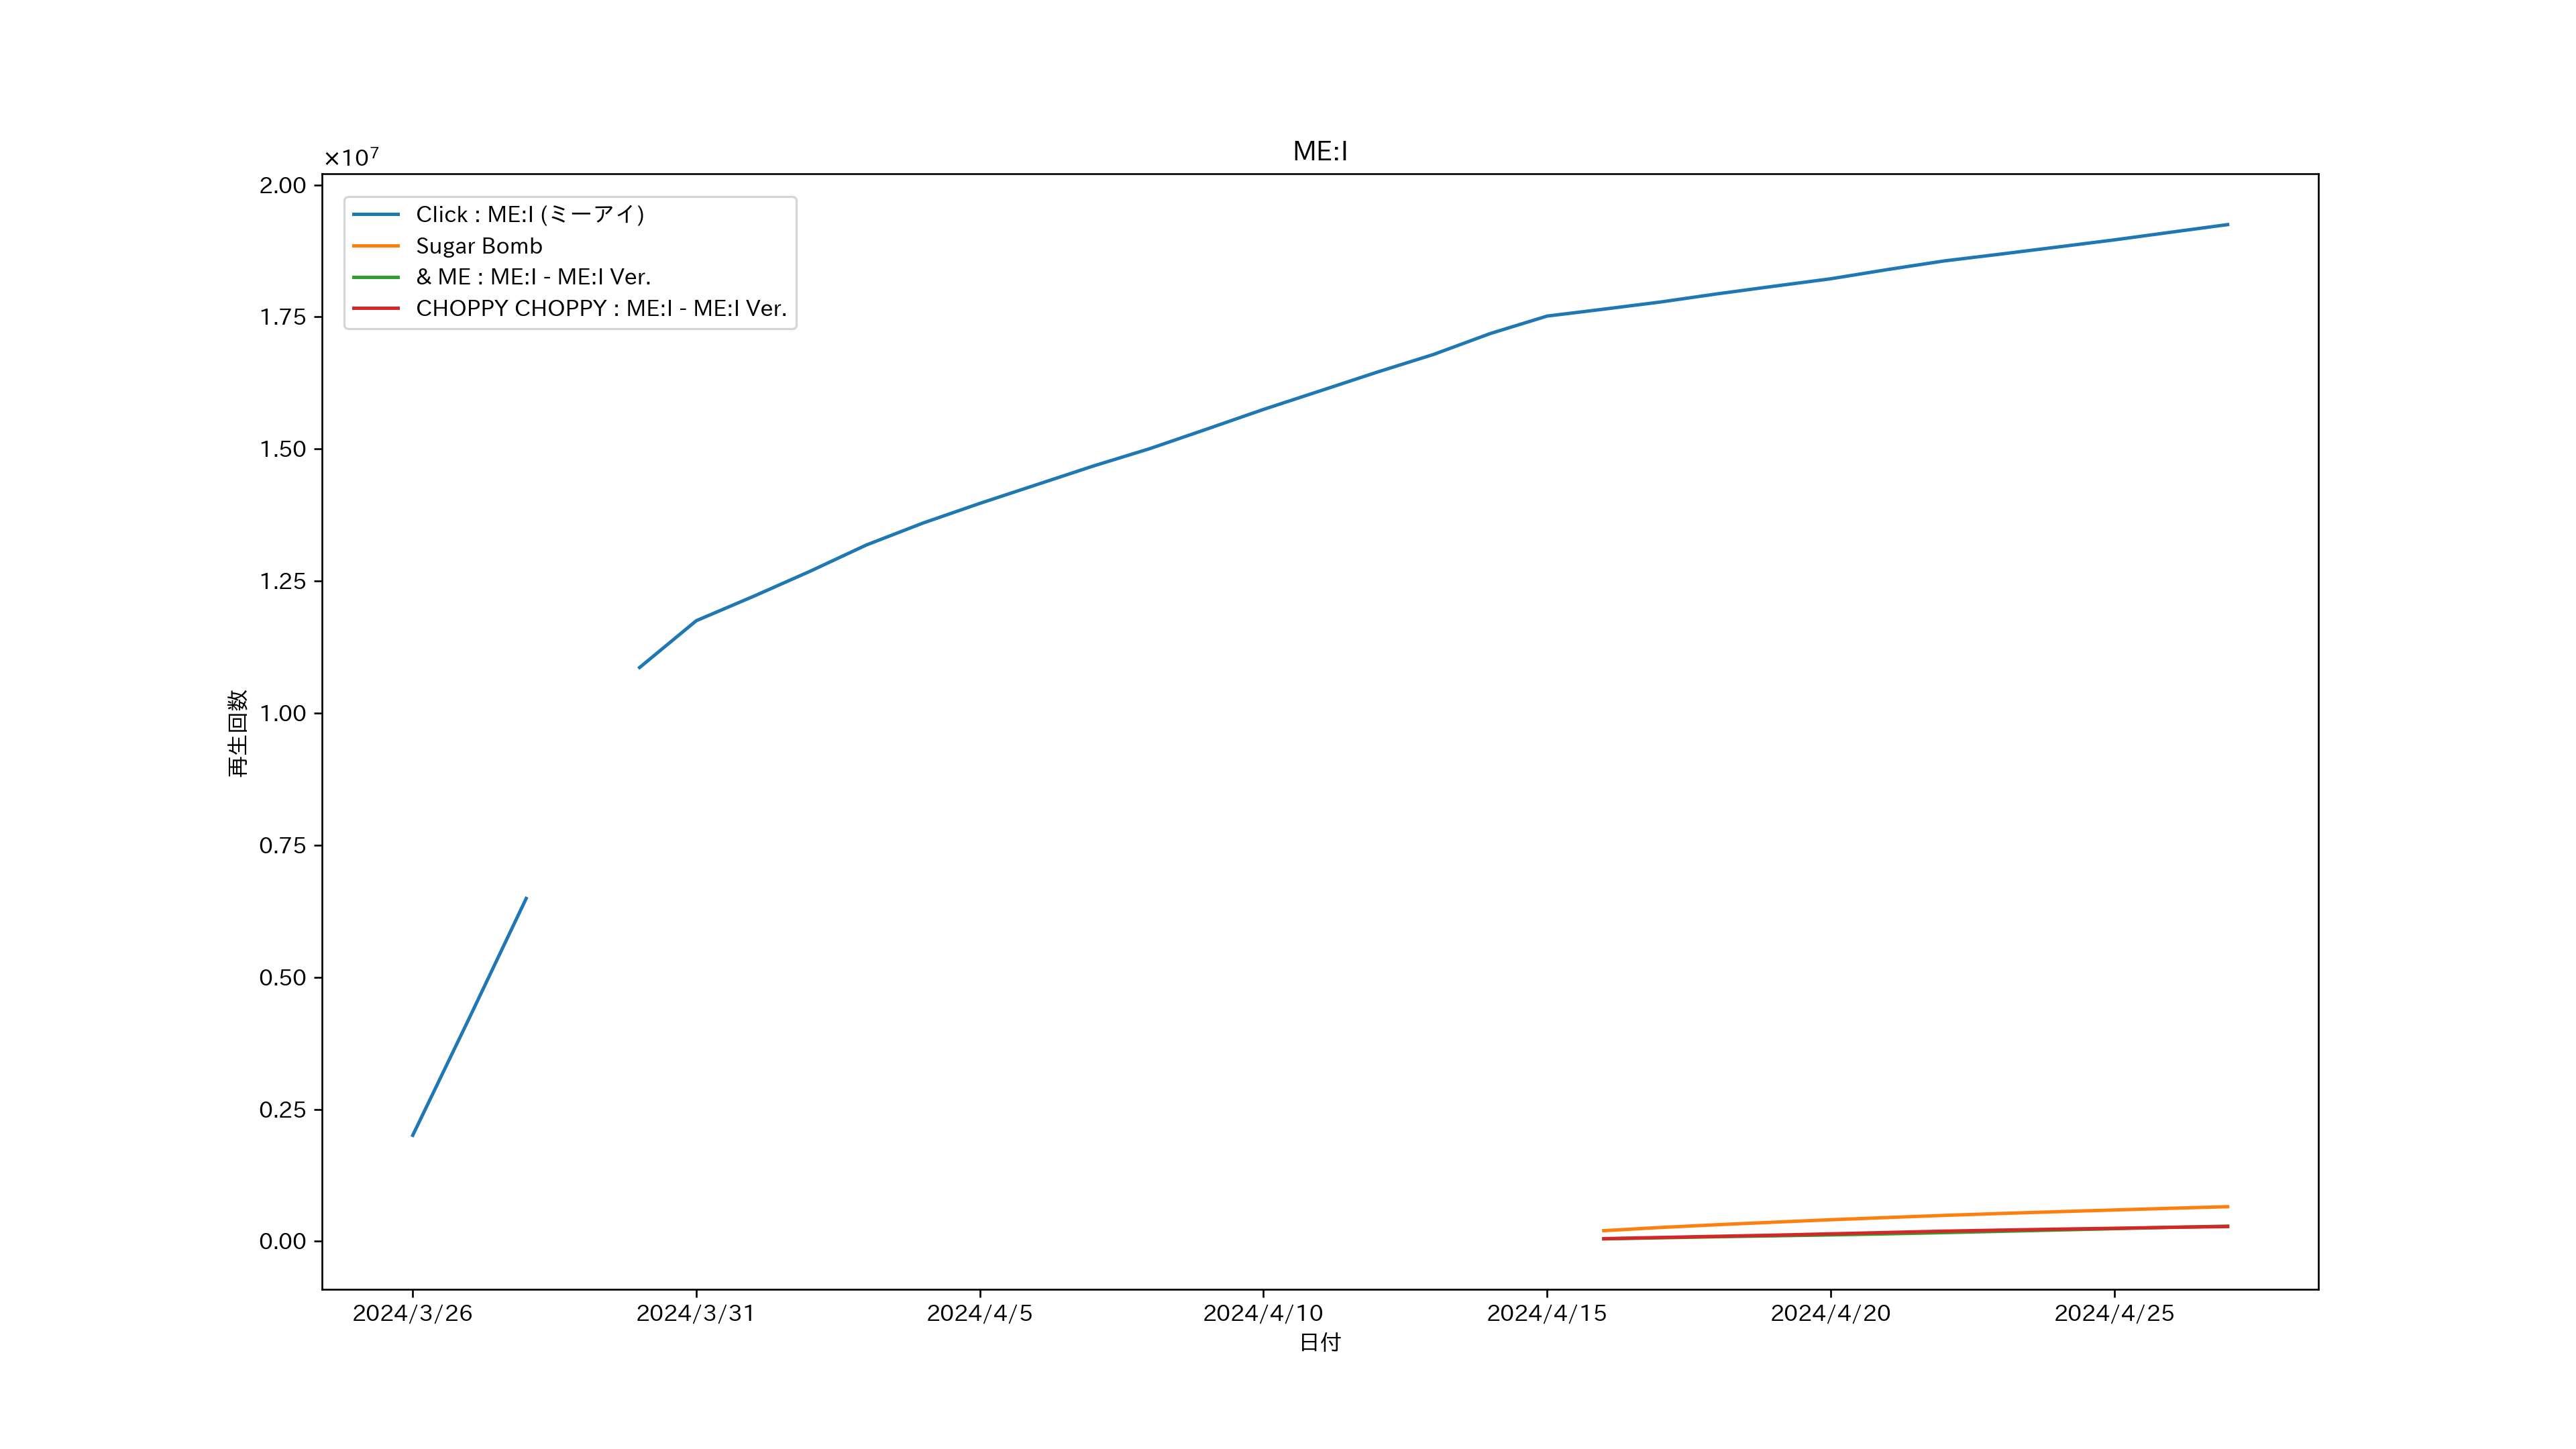 ME:I
×10⁷
2.00
1.75
1.50
1.25
1.00
0.75
0.50
0.25
0.00
Click : ME:I (ミーアイ)
Sugar Bomb
& ME : ME:I - ME:I Ver.
CHOPPY CHOPPY : ME:I - ME:I Ver.
再生回数
2024/3/26 2024/3/31 2024/4/5 2024/4/10 2024/4/15 2024/4/20 2024/4/25
日付